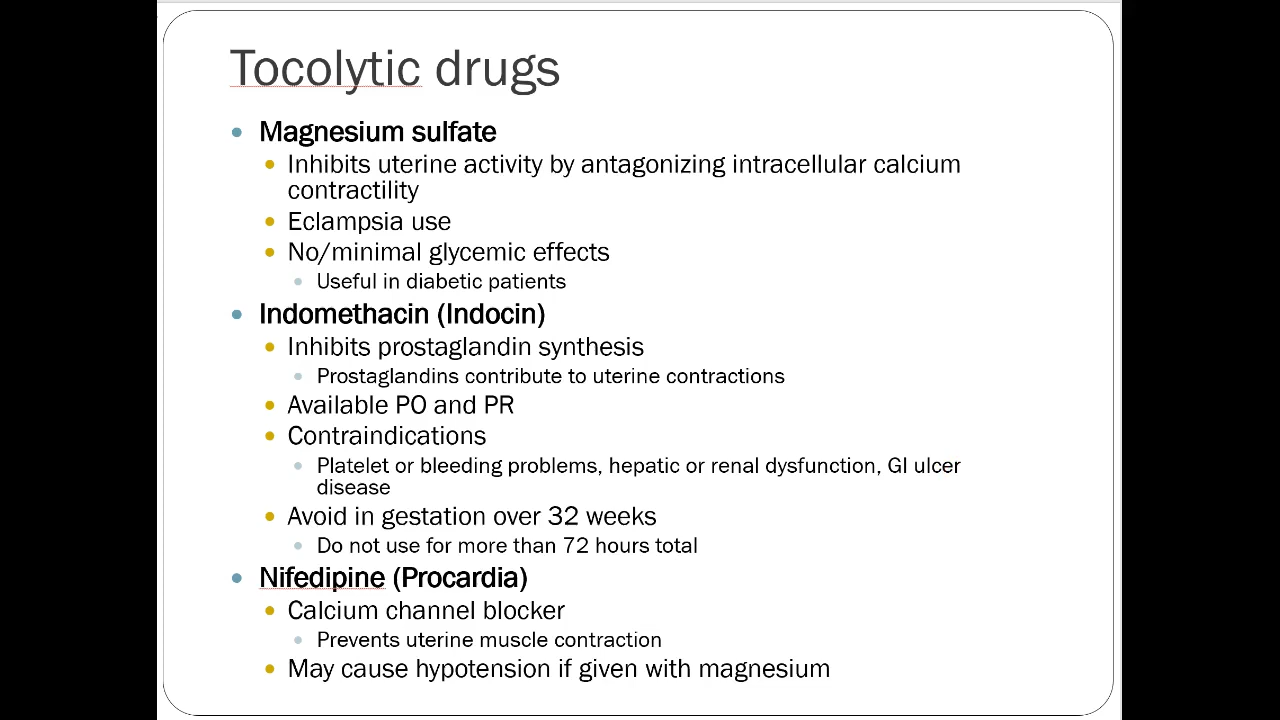 Tocolytic drugs
Magnesium sulfate
Inhibits uterine activity by antagonizing intracellular calcium
contractility
Eclampsia use
No/minimal glycemic effects
Useful in diabetic patients
Indomethacin (Indocin)
Inhibits prostaglandin synthesis
Prostaglandins contribute to uterine contractions
Available PO and PR
Contraindications
Platelet or bleeding problems, hepatic or renal dysfunction, GI ulcer
disease
Avoid in gestation over 32 weeks
Do not use for more than 72 hours total
Nifedipine (Procardia)
Calcium channel blocker
Prevents uterine muscle contraction
May cause hypotension if given with magnesium